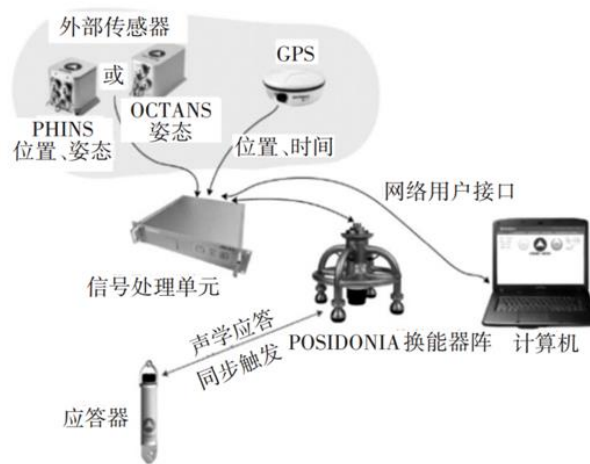 外部传感器
GPS
或
OCTANS
姿态
PHINS
位置、姿态
位置、时间
网络用户接口
信号处理单元
声学应答
同步触发
POSIDONIA 换能器阵
计算机
应答器